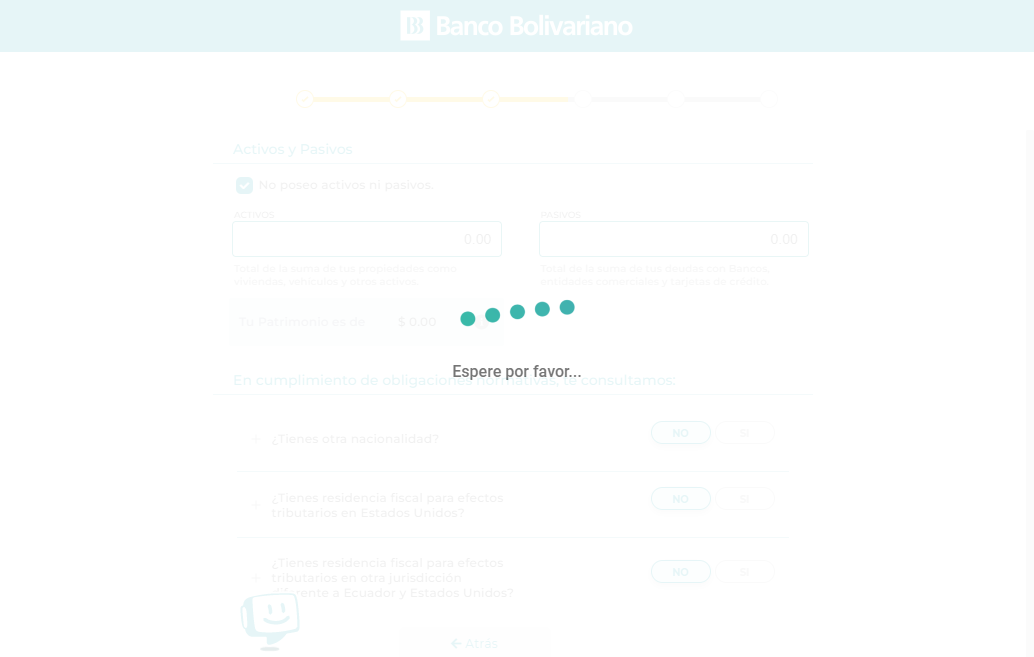 Banco Bolivariano
Activos y Pasivos
No poseo activos ni pasivos.
ACTIVOS
PASIVOS
0.00
0.00
Total de la suma de tus propiedades como
viviendas, vehículos y otros activos
Total de la suma de tus deudas con Bancos,
entidades comerciales y tarjetas de crédito
Tu Patrimonio es de $ 0.00
Espere por favor...
En cumplimiento de obligaciones normativas, te consultamos:
¿Tienes otra nacionalidad?
NO SI
¿Tienes residencia fiscal para efectos
tributarios en Estados Unidos?
NO SI
¿Tienes residencia fiscal para efectos
tributarios en otra jurisdicción
diferente a Ecuador y Estados Unidos?
NO SI
Atrás